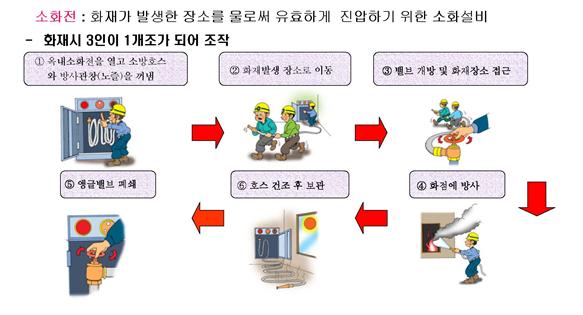 소화전 : 화재가 발생한 장소를 물로써 유효하게 진압하기 위한 소화설비
- 화재시 3인이 1개조가 되어 조작
① 옥내소화전을 열고 소방호스
와 방사관창(노즐)을 꺼냄
② 화재발생 장소로 이동
③ 밸브 개방 및 화재장소 접근
④ 화점에 방사
⑥ 호스 건조 후 보관
⑤ 앵글밸브 폐쇄